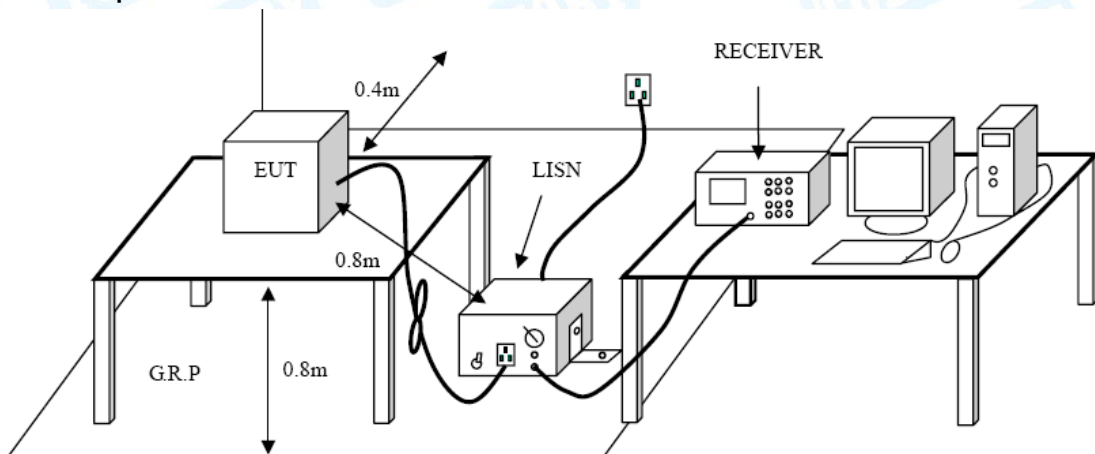 RECEIVER
0.4m
EUT
LISN
0.8m
G.R.P
0.8m